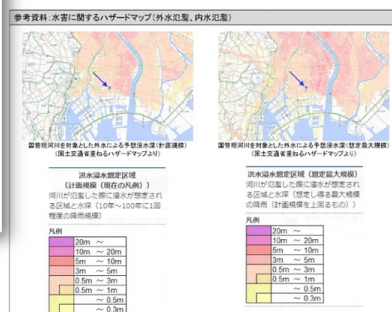 参考資料:水害に関するハザードマップ(外水氾濫、内水氾濫)
国管理河川を対象とした外水による予想浸水深(計画規模)
(国土交通省重ねるハザードマップより)
洪水浸水想定区域
(計画規模(現在の凡例))
河川が氾濫した際に浸水が想定され
る区域と水深(10年~100年に1回
程度の降雨規模)
凡例
20m ~
10m ~ 20m
5m ~ 10m
3m ~ 5m
0.5m ~ 3m
0.5m ~ 1m
~ 0.5m
~ 0.3m
国管理河川を対象とした外水による予想浸水深(想定最大規模)
(国土交通省重ねるハザードマップより)
洪水浸水想定区域(想定最大規模)
河川が氾濫した際に浸水が想定され
る区域と水深(想定し得る最大規模
の降雨(計画規模を上回るもの))
凡例
20m ~
10m ~ 20m
5m ~ 10m
3m ~ 5m
0.5m ~ 3m
0.5m ~ 1m
~ 0.5m
~ 0.3m